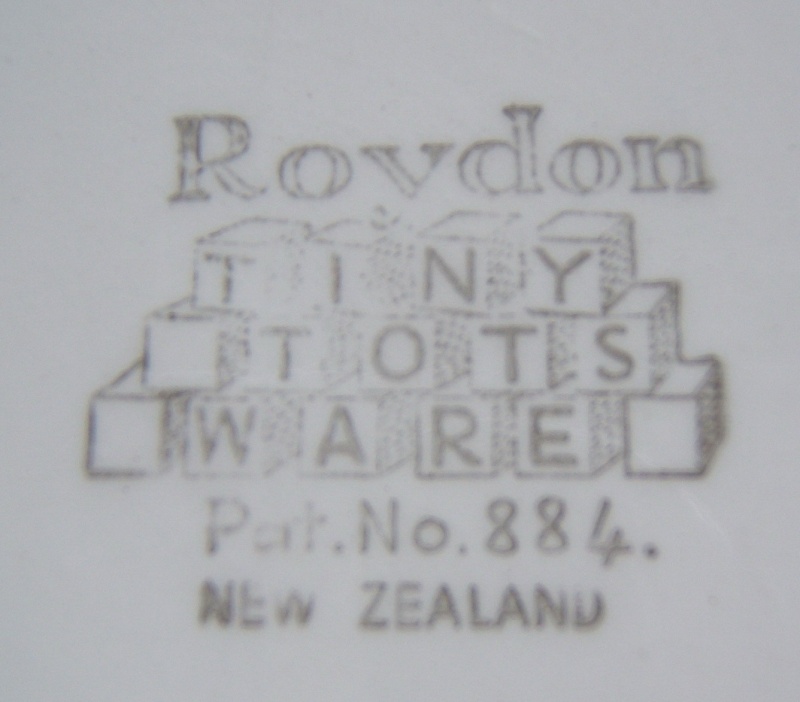 Roydon
TINY
TOTS
WARE
Pat. No. 884.
NEW ZEALAND